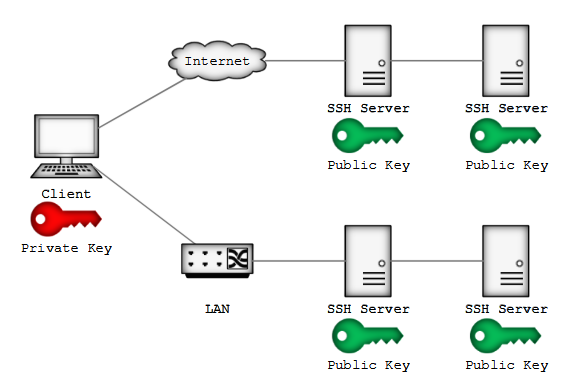 Internet
SSH Server
SSH Server
Public Key
Public Key
Client
Private Key
LAN
SSH Server
SSH Server
Public Key
Public Key